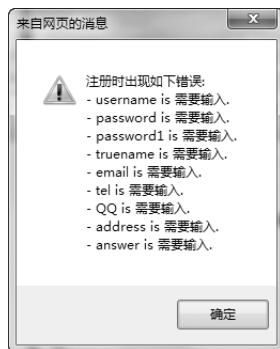 来自网页的消息
x
注册时出现如下错误:
- username is 需要输入.
- password is 需要输入.
- password1 is 需要输入.
- truename is 需要输入.
- email is 需要输入.
- tel is 需要输入.
- QQ is 需要输入.
- address is 需要输入.
- answer is 需要输入.
确定